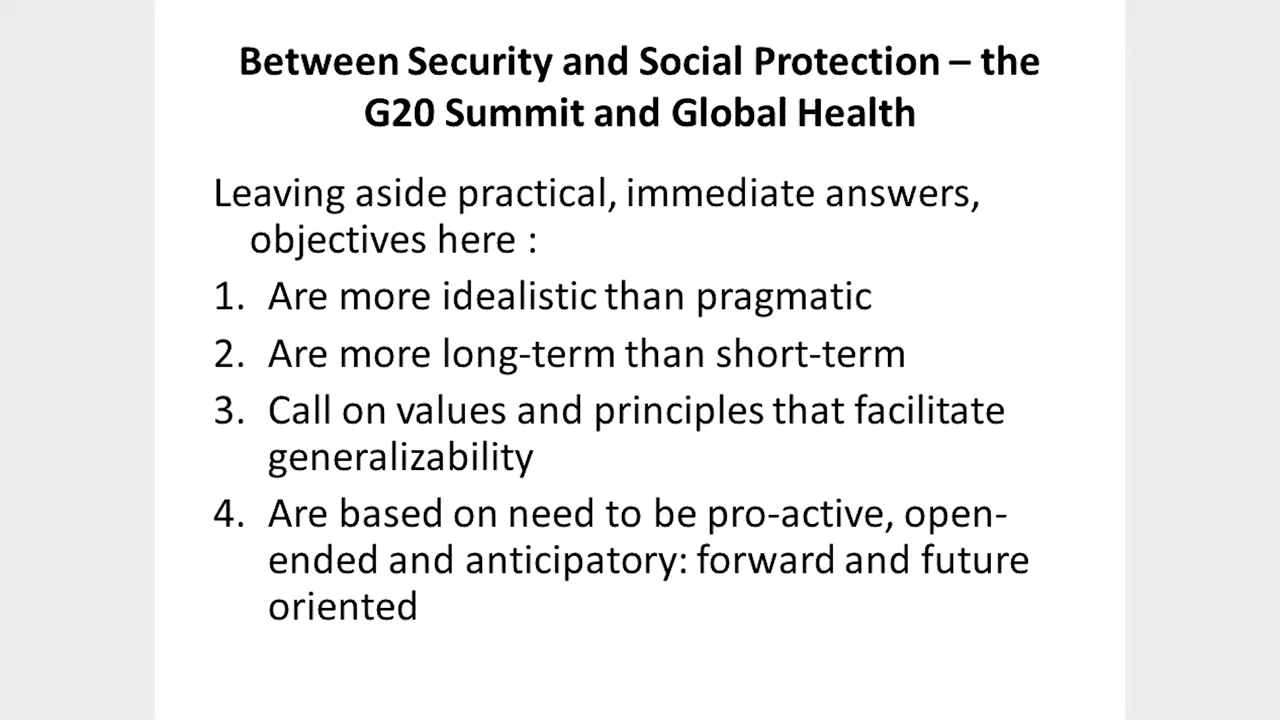 Between Security and Social Protection – the
G20 Summit and Global Health
Leaving aside practical, immediate answers,
objectives here :
1. Are more idealistic than pragmatic
2. Are more long-term than short-term
3. Call on values and principles that facilitate
generalizability
4. Are based on need to be pro-active, open-
ended and anticipatory: forward and future
oriented